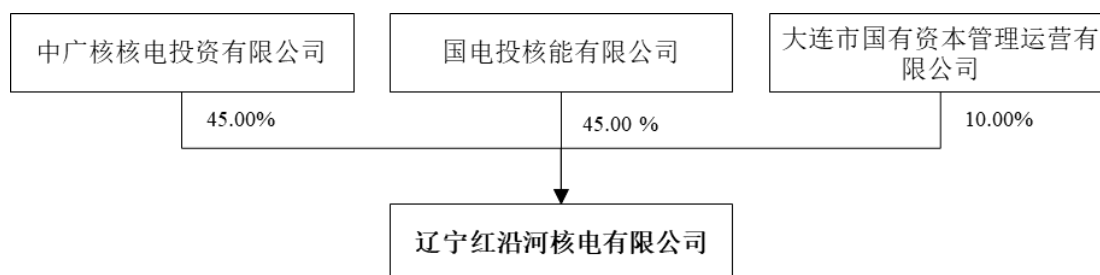 中广核核电投资有限公司
国电投核能有限公司
大连市国有资本管理运营有
限公司
45.00%
45.00 %
10.00%
辽宁红沿河核电有限公司